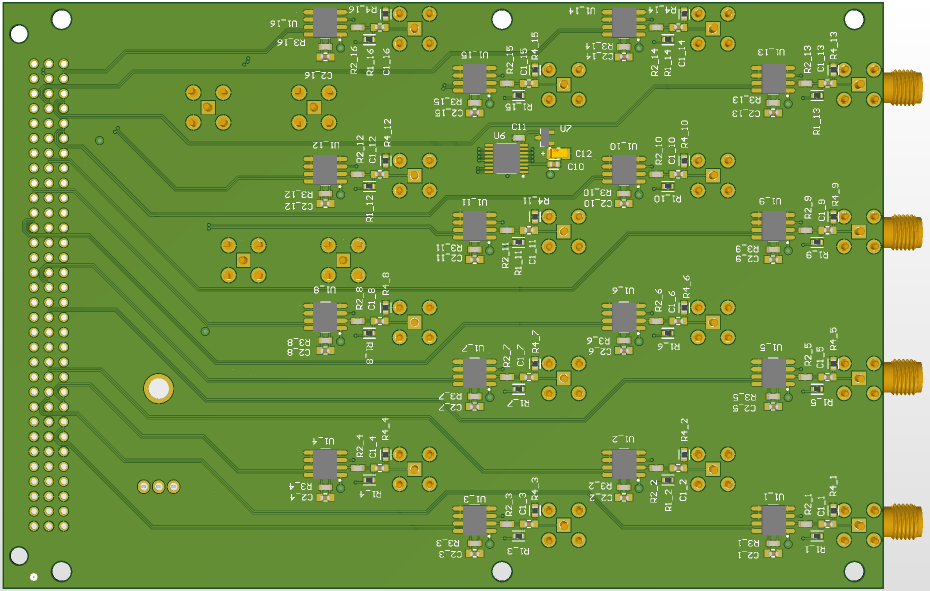 R4_16
U1_16
R3_16
C2_16
R2_16
R1_16
C1_16
R4_14
U1_14
R3_14
C2_14
R2_14
R1_14
C1_14
U1_15
R4_15
C1_15
R2_15
R3_15
C2_15
R1_15
U1_13
R4_13
C1_13
R2_13
R3_13
C2_13
R1_13
U1_12
R4_12
C1_12
R2_12
R3_12
C2_12
R1_12
C11
U7
U6
+
C12
C10
U1_10
R4_10
C1_10
R2_10
R3_10
C2_10
R1_10
U1_11
R4_11
R2_11
R3_11
C2_11
R1_11
C1_11
U1_9
R4_9
C1_9
R2_9
R3_9
C2_9
R1_9
U1_8
R4_8
C1_8
R2_8
R3_8
C2_8
R1_8
U1_6
R4_6
C1_6
R2_6
R3_6
C2_6
R1_6
U1_7
R4_7
C1_7
R2_7
R3_7
C2_7
R1_7
U1_5
R4_5
C1_5
R2_5
R3_5
C2_5
R1_5
U1_4
R4_4
C1_4
R2_4
R3_4
C2_4
R1_4
U1_2
R4_2
R3_2
C2_2
R2_2
R1_2
C1_2
U1_3
R4_3
C1_3
R2_3
R3_3
C2_3
R1_3
U1_1
R4_1
C1_1
R2_1
R3_1
C2_1
R1_1